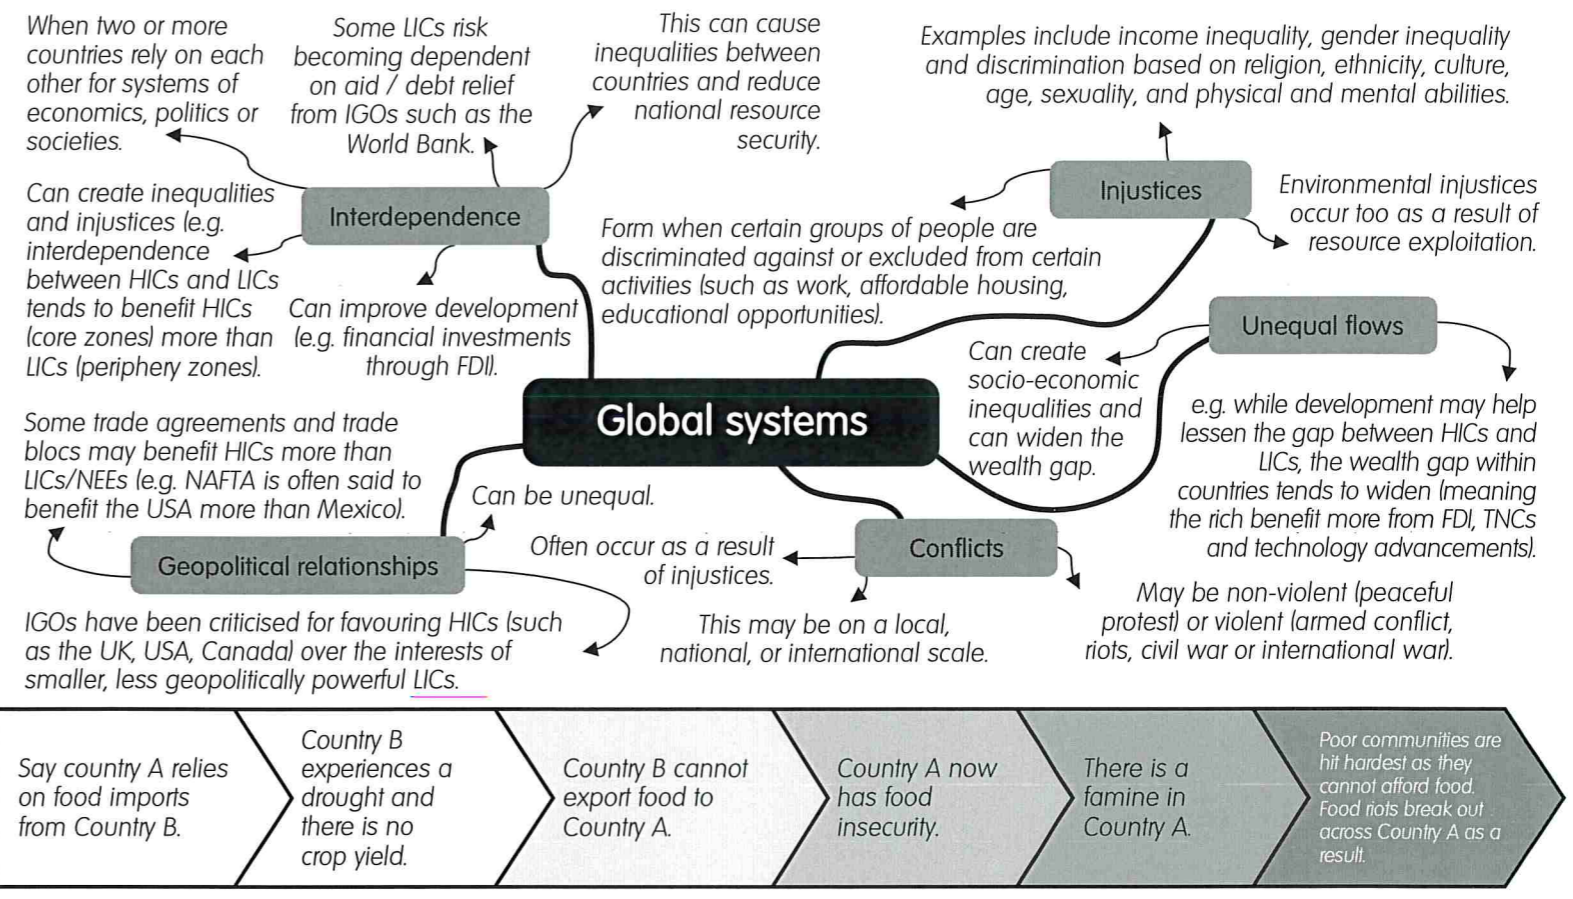 When two or more
countries rely on each
other for systems of
economics, politics or
societies.
Some LICs risk
becoming dependent
on aid / debt relief
from IGOs such as the
World Bank.
This can cause
inequalities between
countries and reduce
national resource
security.
Can create inequalities
and injustices (e.g.
interdependence
between HICs and LICs
tends to benefit HICs
(core zones) more than
LICs (periphery zones).
Interdependence
Can improve development
(e.g. financial investments
through FDI).
Examples include income inequality, gender inequality
and discrimination based on religion, ethnicity, culture,
age, sexuality, and physical and mental abilities.
Injustices
Environmental injustices
occur too as a result of
resource exploitation.
Form when certain groups of people are
discriminated against or excluded from certain
activities (such as work, affordable housing,
educational opportunities).
Unequal flows
Can create
socio-economic
inequalities and
can widen the
wealth gap.
e.g. while development may help
lessen the gap between HICs and
LICs, the wealth gap within
countries tends to widen (meaning
the rich benefit more from FDI, TNCs
and technology advancements).
Global systems
Some trade agreements and trade
blocs may benefit HICs more than
LICs/NEEs (e.g. NAFTA is often said to
benefit the USA more than Mexico).
Can be unequal.
Geopolitical relationships
IGOs have been criticised for favouring HICs (such
as the UK, USA, Canada) over the interests of
smaller, less geopolitically powerful LICs.
Often occur as a result
of injustices.
Conflicts
This may be on a local,
national, or international scale.
May be non-violent (peaceful
protest) or violent (armed conflict,
riots, civil war or international war).
Say country A relies
on food imports
from Country B.
Country B
experiences a
drought and
there is no
crop yield.
Country B cannot
export food to
Country A.
Country A now
has food
insecurity.
There is a
famine in
Country A.
Poor communities are
hit hardest as they
cannot afford food.
Food riots break out
across Country A as a
result.